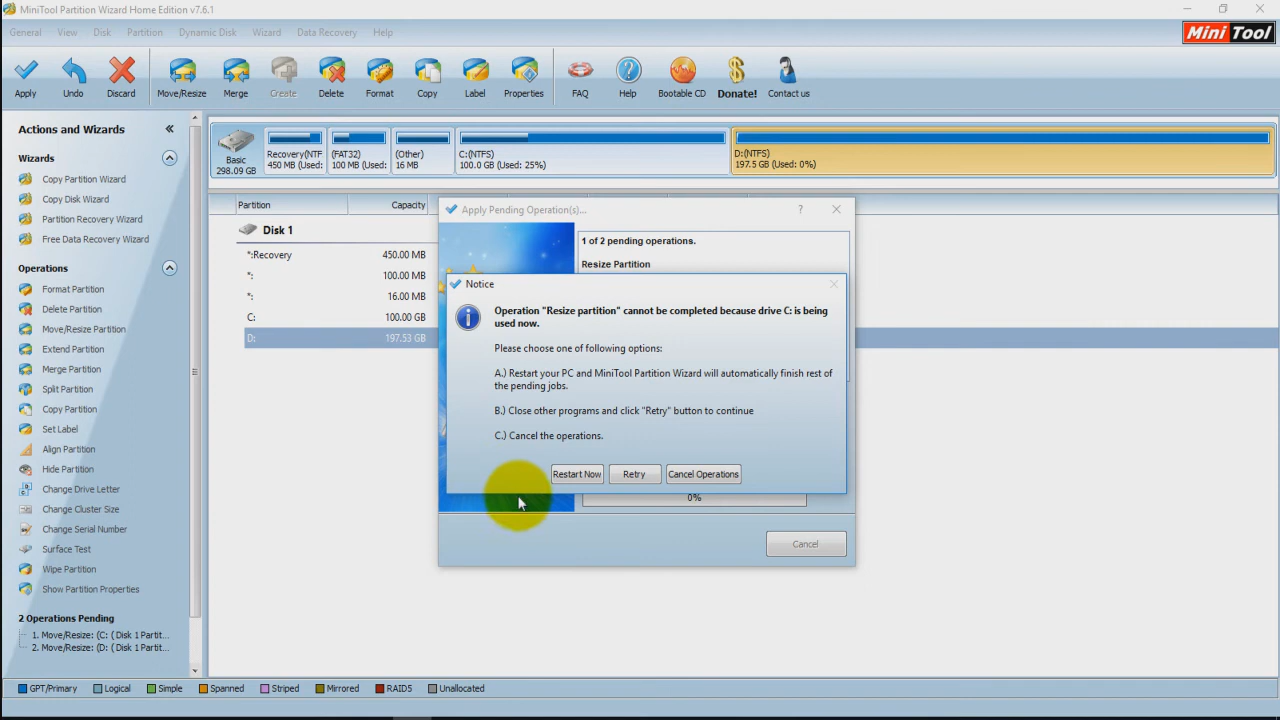 MiniTool Partition Wizard Home Edition v7.6.1
General View Disk Partition Dynamic Disk Wizard Data Recovery Help
Mini Tool
Apply Undo Discard Move/Resize Merge Create Delete Format Copy Label Properties FAQ Help Bootable CD Donate! Contact us
Actions and Wizards
Wizards
Copy Partition Wizard
Copy Disk Wizard
Partition Recovery Wizard
Free Data Recovery Wizard
Operations
Format Partition
Delete Partition
Move/Resize Partition
Extend Partition
Merge Partition
Split Partition
Copy Partition
Set Label
Align Partition
Hide Partition
Change Drive Letter
Change Cluster Size
Change Serial Number
Surface Test
Wipe Partition
Show Partition Properties
2 Operations Pending
1. Move/Resize: (C: ( Disk 1 Partit...
2. Move/Resize: (D: ( Disk 1 Partit...
Basic
298.09 GB
Recovery(NTF
450 MB (Used:
(FAT32)
100 MB (Used:
(Other)
16 MB
C:(NTFS)
100.0 GB (Used: 25%)
D:(NTFS)
197.5 GB (Used: 0%)
Partition Capacity
Disk 1
*:Recovery 450.00 MB
*: 100.00 MB
*: 16.00 MB
C: 100.00 GB
D: 197.53 GB
Apply Pending Operation(s)...
1 of 2 pending operations.
Resize Partition
Notice
Operation "Resize partition" cannot be completed because drive C: is being
used now.
Please choose one of following options:
A.) Restart your PC and MiniTool Partition Wizard will automatically finish rest of
the pending jobs.
B.) Close other programs and click "Retry" button to continue
C.) Cancel the operations.
Restart Now Retry Cancel Operations
0%
Cancel
GPT/Primary Logical Simple Spanned Striped Mirrored RAID5 Unallocated